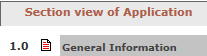 Section view of Application
1.0 General Information